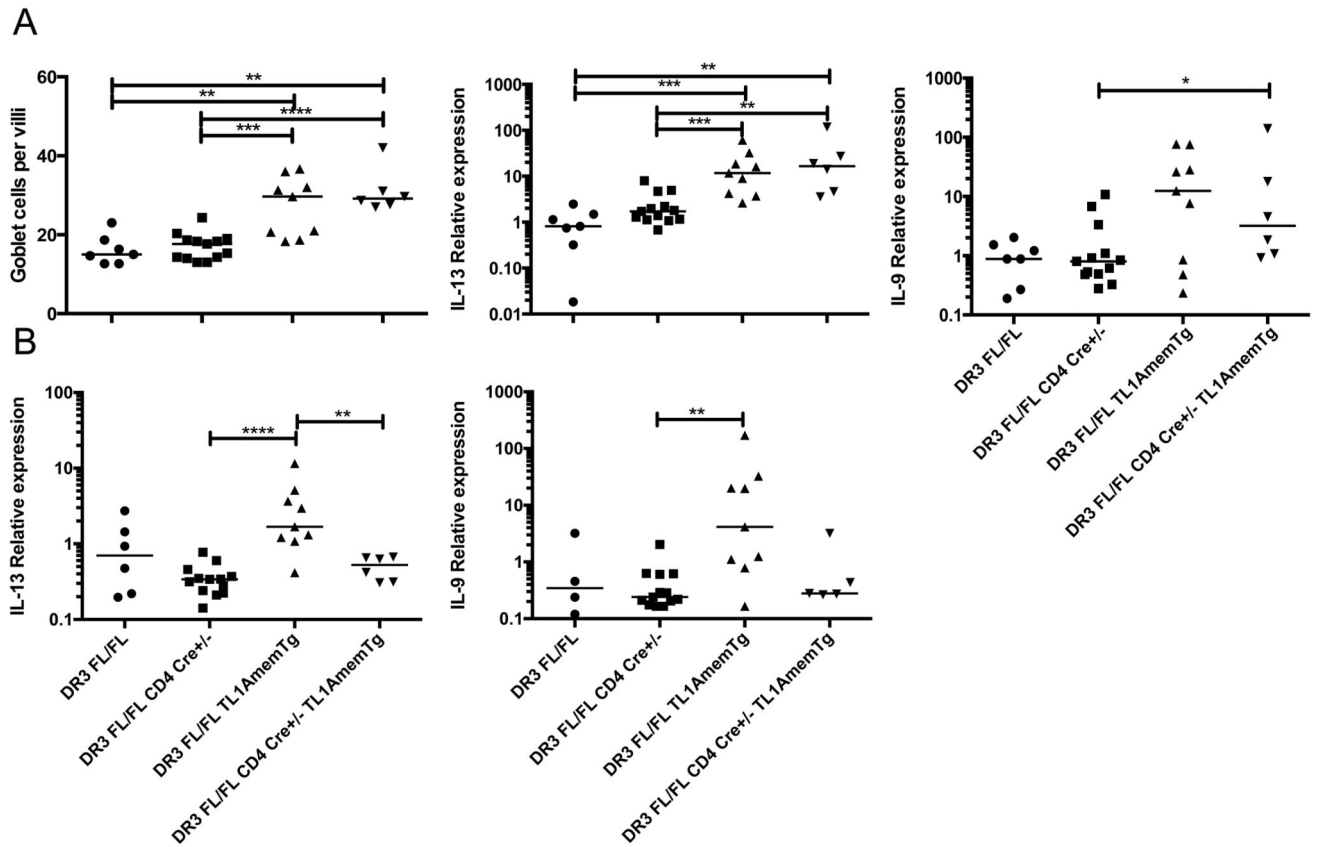 A
Goblet cells per villi
60
40
20
0
**
**
****
***
IL-13 Relative expression
1000
100
10
1
0.10
0.01
**
***
**
***
IL-9 Relative expression
1000
100
10
1
0.1
*
DR3 FL/FL
DR3 FL/FL CD4 Cre+/-
DR3 FL/FL TL1AmemTg
DR3 FL/FL CD4 Cre+/- TL1AmemTg
B
IL-13 Relative expression
100
10
1
0.1
****
**
DR3 FL/FL
DR3 FL/FL CD4 Cre+/-
DR3 FL/FL TL1AmemTg
DR3 FL/FL CD4 Cre+/- TL1AmemTg
IL-9 Relative expression
1000
100
10
1
0.1
**
DR3 FL/FL
DR3 FL/FL CD4 Cre+/-
DR3 FL/FL TL1AmemTg
DR3 FL/FL CD4 Cre+/- TL1AmemTg